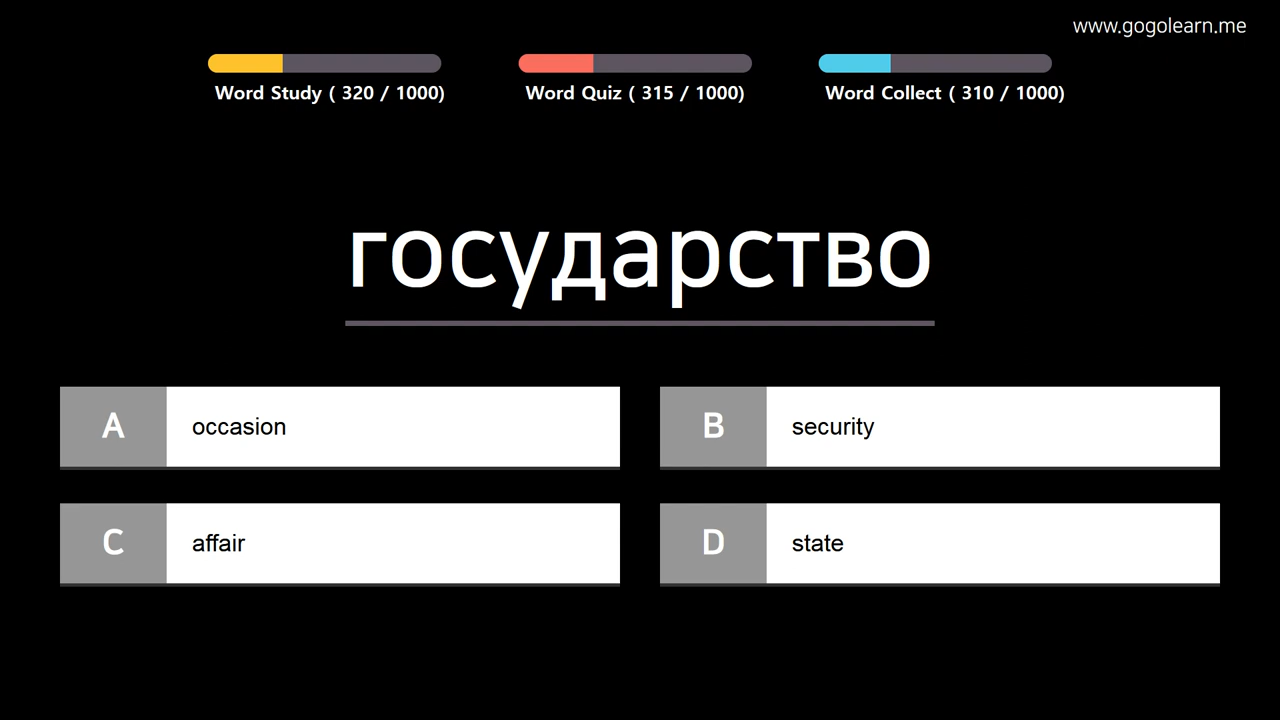 www.gogolearn.me
Word Study ( 320 / 1000)
Word Quiz ( 315 / 1000)
Word Collect ( 310 / 1000)
государство
A occasion
B security
C affair
D state